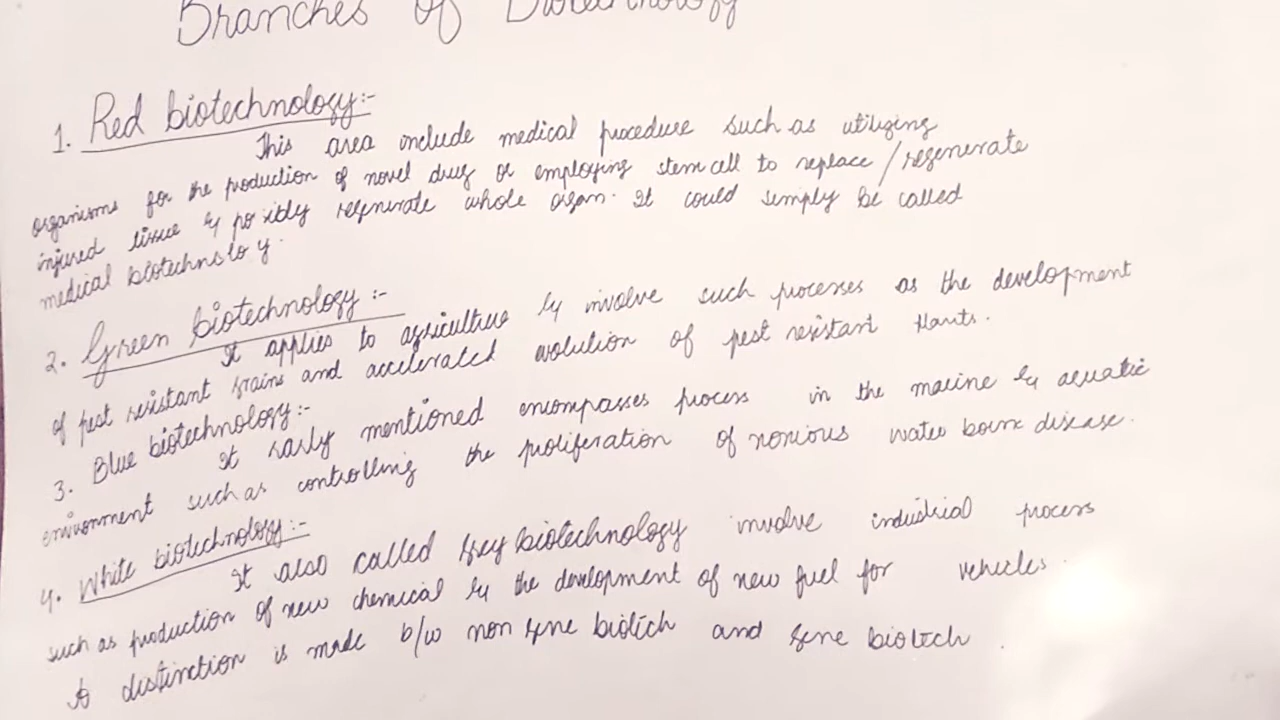 Branches of Biotechnology
1. Red biotechnology:-
This area include medical procedure such as utilizing
organisms for the production of novel drug or employing stem cell to replace / regenerate
injured tissue & possibly regenerate whole organ. It could simply be called
medical biotechnology.
2. Green biotechnology :-
It applies to agriculture & involve such processes as the development
of pest resistant grains and accelerated evolution of pest resistant plants.
3. Blue biotechnology:-
It rarly mentioned encompasses process in the marine & aquatic
environment such as controlling the proliferation of noxious water borne disease.
4. White biotechnology:-
It also called grey biotechnology involve industrial process
such as production of new chemical & the development of new fuel for vehicles.
A distinction is made b/w non gene biotech and gene biotech.